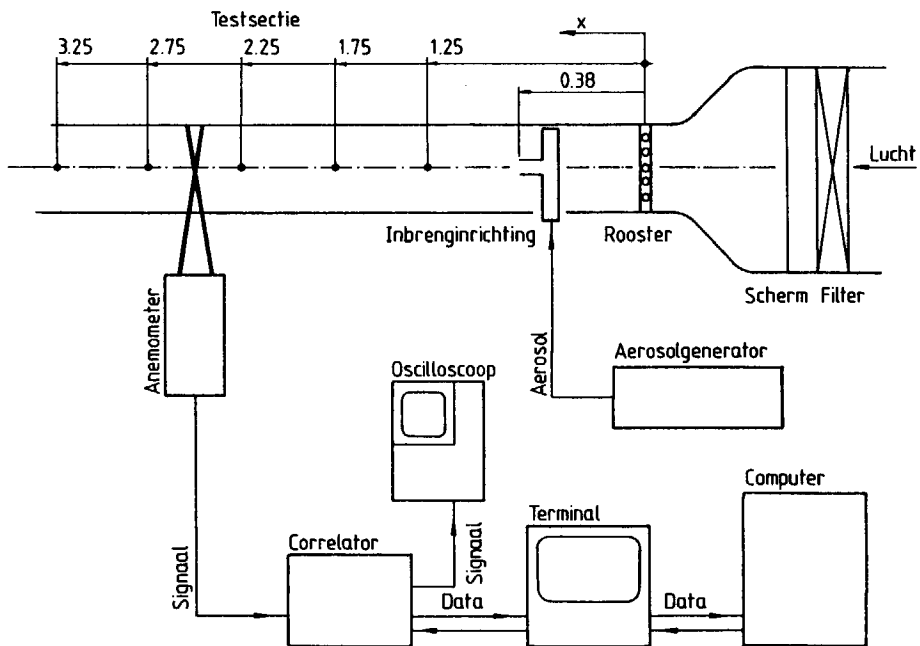 Testsectie
x
3.25 2.75 2.25 1.75 1.25
0.38
Lucht
Inbrenginrichting
Rooster
Scherm Filter
Anemometer
Aerosol
Aerosolgenerator
Oscilloscoop
Computer
Terminal
Correlator
Signaal
Signaal
Data
Data